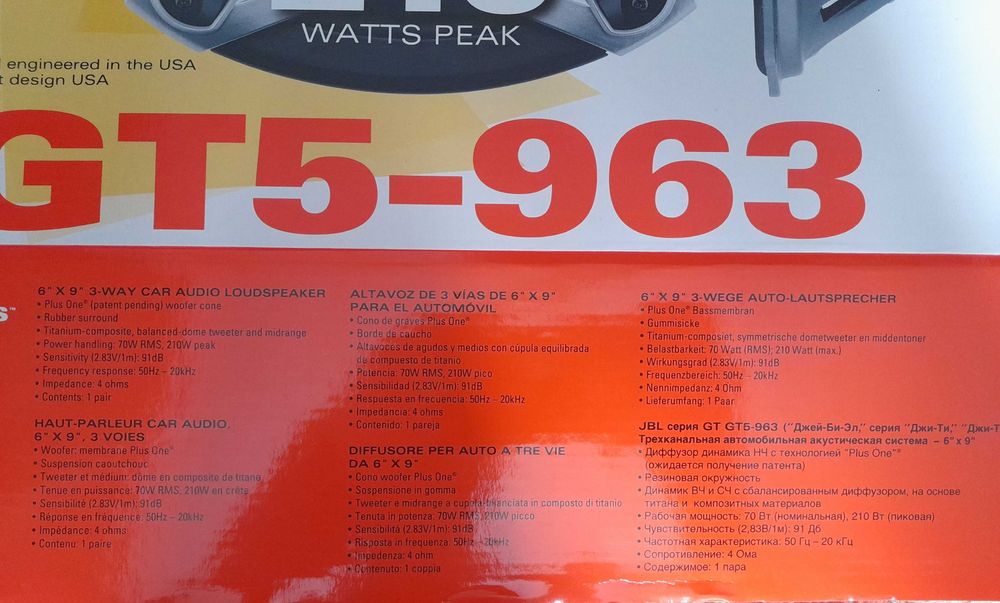 WATTS PEAK
engineered in the USA
design USA
GT5-963
6" X 9" 3-WAY CAR AUDIO LOUDSPEAKER
• Plus One® (patent pending) woofer cone
• Rubber surround
• Titanium-composite, balanced-dome tweeter and midrange
• Power handling: 70W RMS, 210W peak
• Sensitivity (2.83V/1m): 91dB
• Frequency response: 50Hz – 20kHz
• Impedance: 4 ohms
• Contents: 1 pair
HAUT-PARLEUR CAR AUDIO,
6" X 9", 3 VOIES
• Woofer: membrane Plus One®
• Suspension caoutchouc
• Tweeter et médium: dôme en composite de titane
• Tenue en puissance: 70W RMS, 210W en crête
• Sensibilité (2.83V/1m): 91dB
• Réponse en fréquence: 50Hz – 20kHz
• Impédance: 4 ohms
• Contenu: 1 paire
ALTAVOZ DE 3 VÍAS DE 6" X 9"
PARA EL AUTOMÓVIL
• Cono de graves Plus One®
• Borde de caucho
• Altavoces de agudos y medios con cúpula equilibrada
de compuesto de titanio
• Potencia: 70W RMS, 210W pico
• Sensibilidad (2.83V/1m): 91dB
• Respuesta en frecuencia: 50Hz – 20kHz
• Impedancia: 4 ohms
• Contenido: 1 pareja
DIFFUSORE PER AUTO A TRE VIE
DA 6" X 9"
• Cono woofer Plus One®
• Sospensione in gomma
• Tweeter e midrange a cupola bilanciata in composto di titanio
• Tenuta in potenza: 70W RMS, 210W picco
• Sensibilità (2.83V/1m): 91dB
• Risposta in frequenza: 50Hz – 20kHz
• Impedenza: 4 ohm
• Contenuto: 1 coppia
6" X 9" 3-WEGE AUTO-LAUTSPRECHER
• Plus One® Bassmembran
• Gummisicke
• Titanium-composiet, symmetrische dometweeter en middentoner
• Belastbarkeit: 70 Watt (RMS); 210 Watt (max.)
• Wirkungsgrad (2.83V/1m): 91dB
• Frequenzbereich: 50Hz – 20kHz
• Nennimpedanz: 4 Ohm
• Lieferumfang: 1 Paar
JBL серия GT GT5-963 ("Джей-Би-Эл," серия "Джи-Ти," "Джи-Т
Трехканальная автомобильная акустическая система – 6" x 9"
• Диффузор динамика НЧ с технологией "Plus One"®
(ожидается получение патента)
• Резиновая окружность
• Динамик ВЧ и СЧ с сбалансированным диффузором, на основе
титана и композитных материалов
• Рабочая мощность: 70 Вт (номинальная), 210 Вт (пиковая)
• Чувствительность (2,83В/1м): 91 Дб
• Частотная характеристика: 50 Гц – 20 кГц
• Сопротивление: 4 Ома
• Содержимое: 1 пара